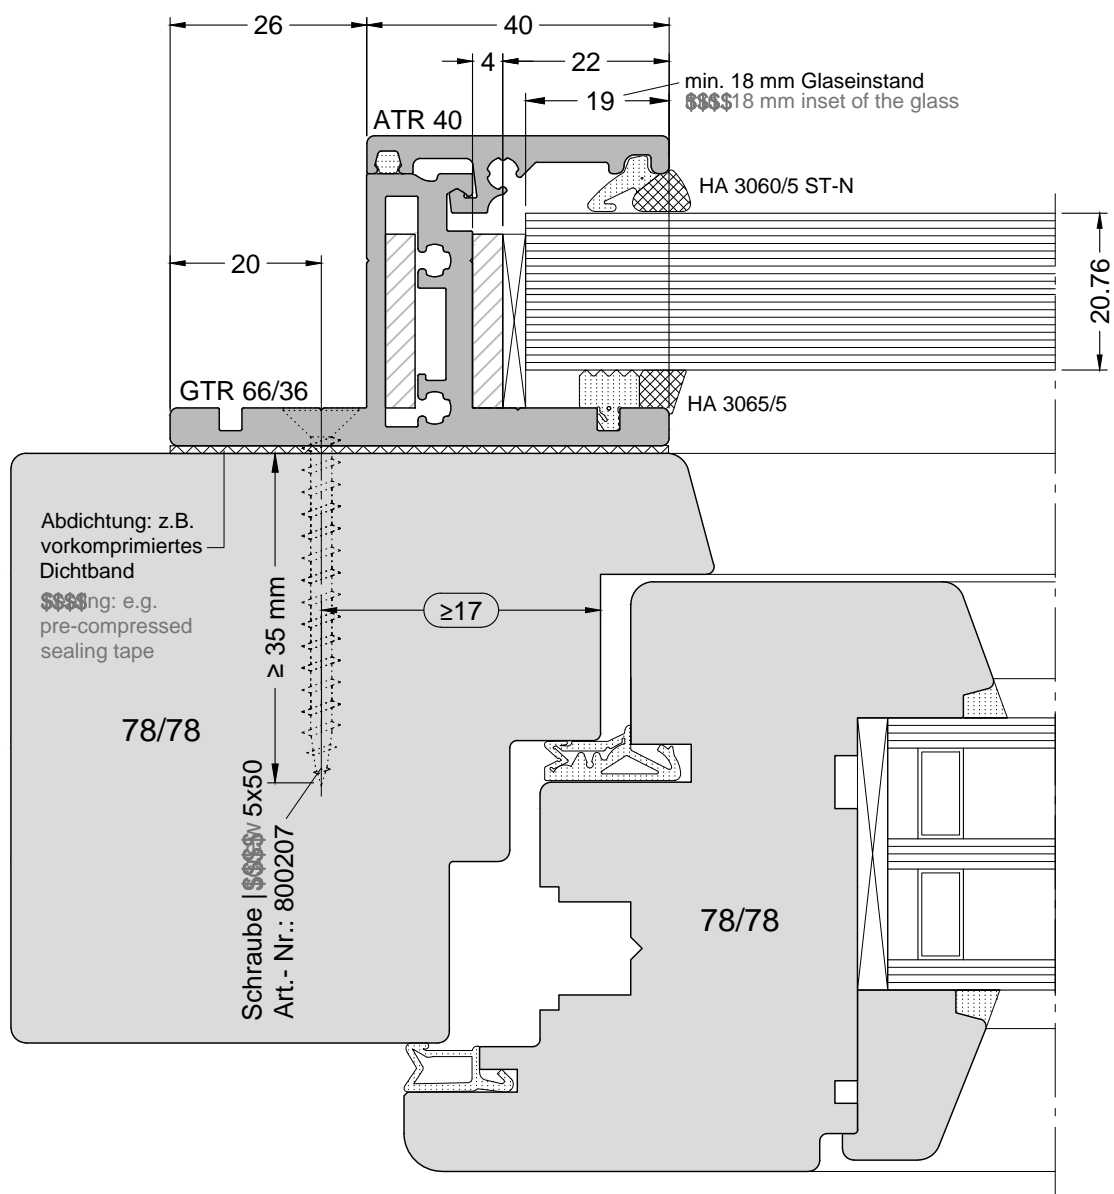 26
40
4
22
19
min. 18 mm Glaseinstand
18 mm inset of the glass
ATR 40
HA 3060/5 ST-N
20
20.76
GTR 66/36
HA 3065/5
Abdichtung: z.B.
vorkomprimiertes
Dichtband
ng: e.g.
pre-compressed
sealing tape
≥ 35 mm
≥17
78/78
Schraube | 5x50
Art.- Nr.: 800207
78/78